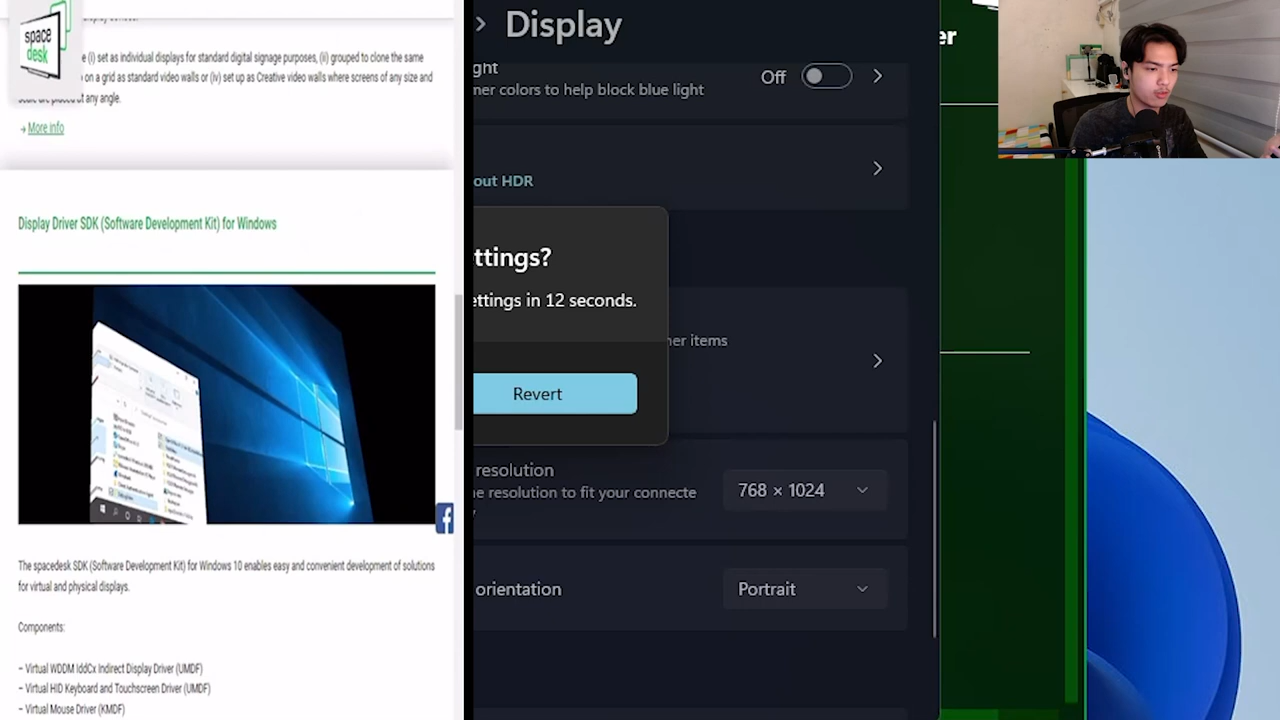 space
desk
e (i) set as individual displays for standard digital signage purposes, (ii) grouped to clone the same
on a grid as standard video walls or (iv) set up as Creative video walls where screens of any size and
at any angle.
→ More info
Display Driver SDK (Software Development Kit) for Windows
The spacedesk SDK (Software Development Kit) for Windows 10 enables easy and convenient development of solutions
for virtual and physical displays.
Components:
– Virtual WDDM IddCx Indirect Display Driver (UMDF)
– Virtual HID Keyboard and Touchscreen Driver (UMDF)
– Virtual Mouse Driver (KMDF)
f
> Display
ght
ner colors to help block blue light
Off
out HDR
ttings?
ettings in 12 seconds.
Revert
her items
resolution
e resolution to fit your connecte
768 × 1024
orientation
Portrait
er